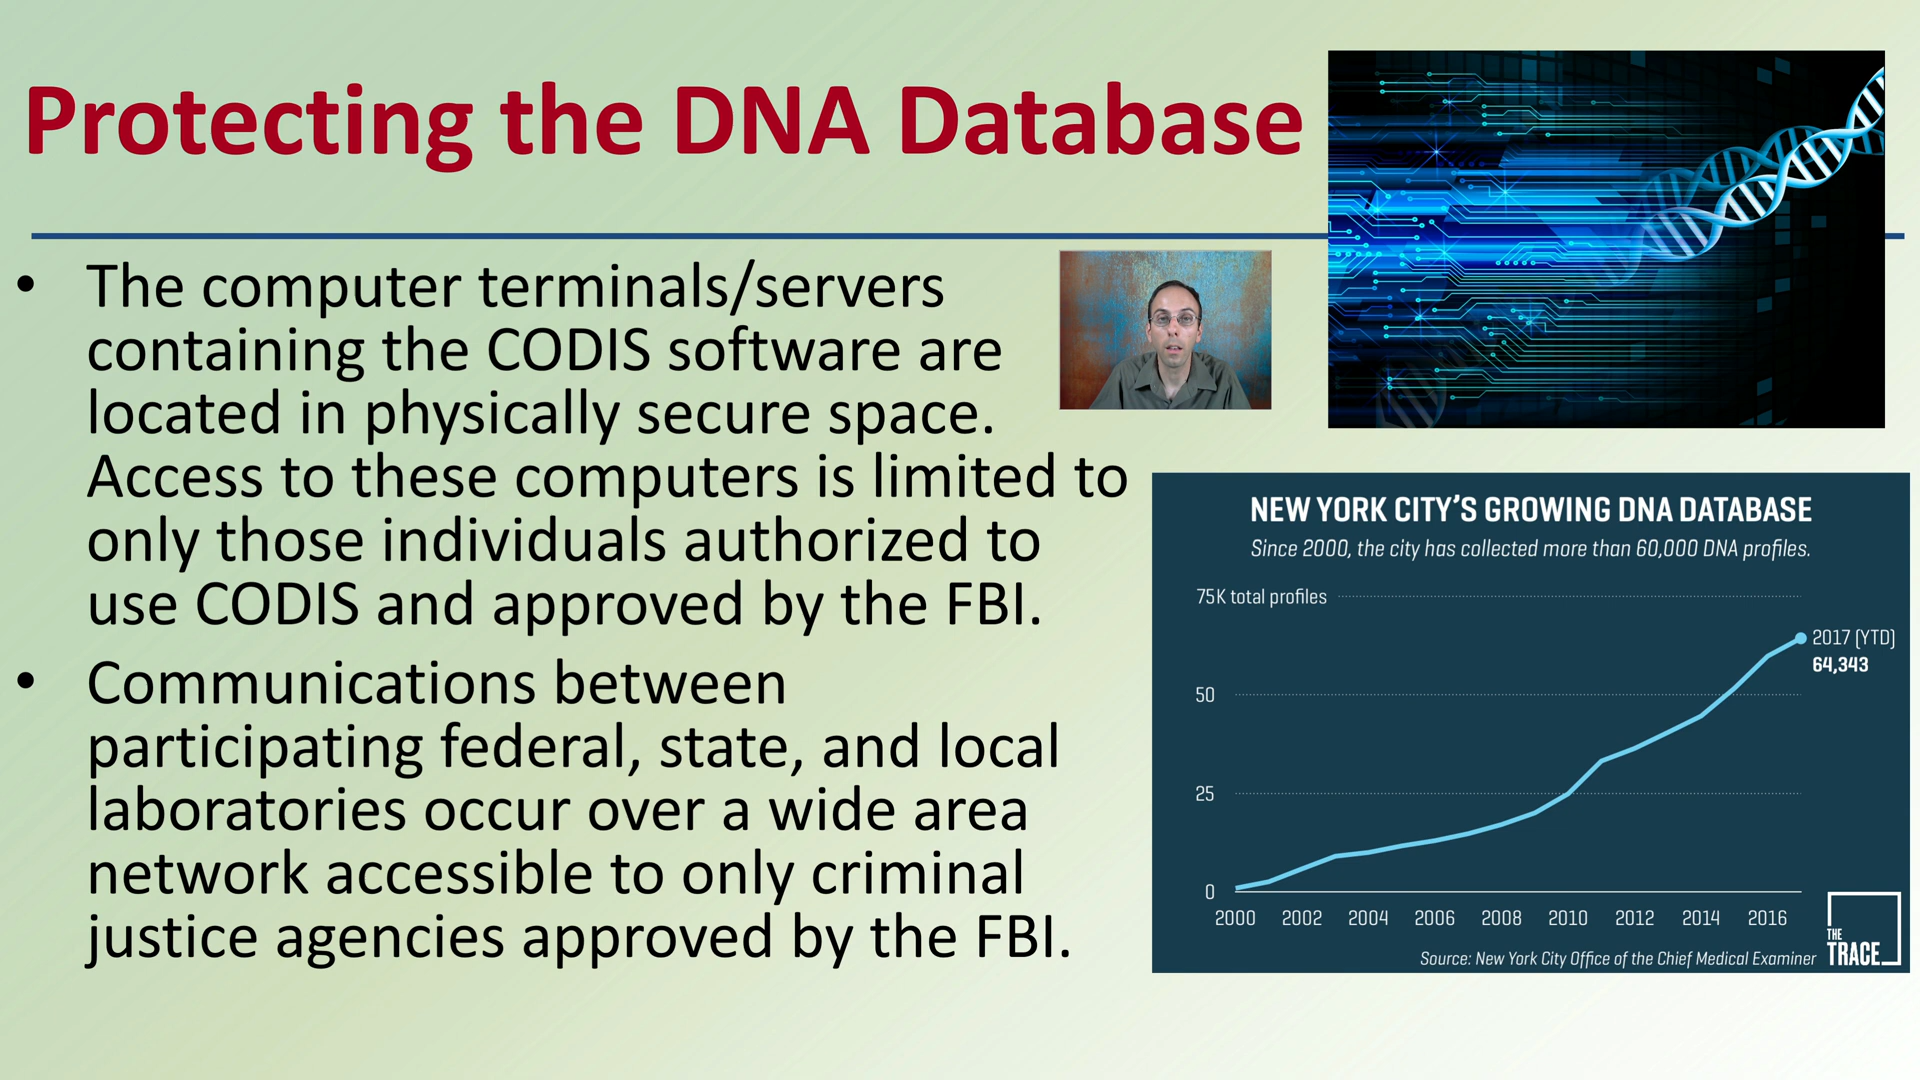 Protecting the DNA Database
• The computer terminals/servers
containing the CODIS software are
located in physically secure space.
Access to these computers is limited to
only those individuals authorized to
use CODIS and approved by the FBI.
• Communications between
participating federal, state, and local
laboratories occur over a wide area
network accessible to only criminal
justice agencies approved by the FBI.
NEW YORK CITY'S GROWING DNA DATABASE
Since 2000, the city has collected more than 60,000 DNA profiles.
75K total profiles
2017 (YTD)
64,343
50
25
0
2000 2002 2004 2006 2008 2010 2012 2014 2016
Source: New York City Office of the Chief Medical Examiner
THE
TRACE